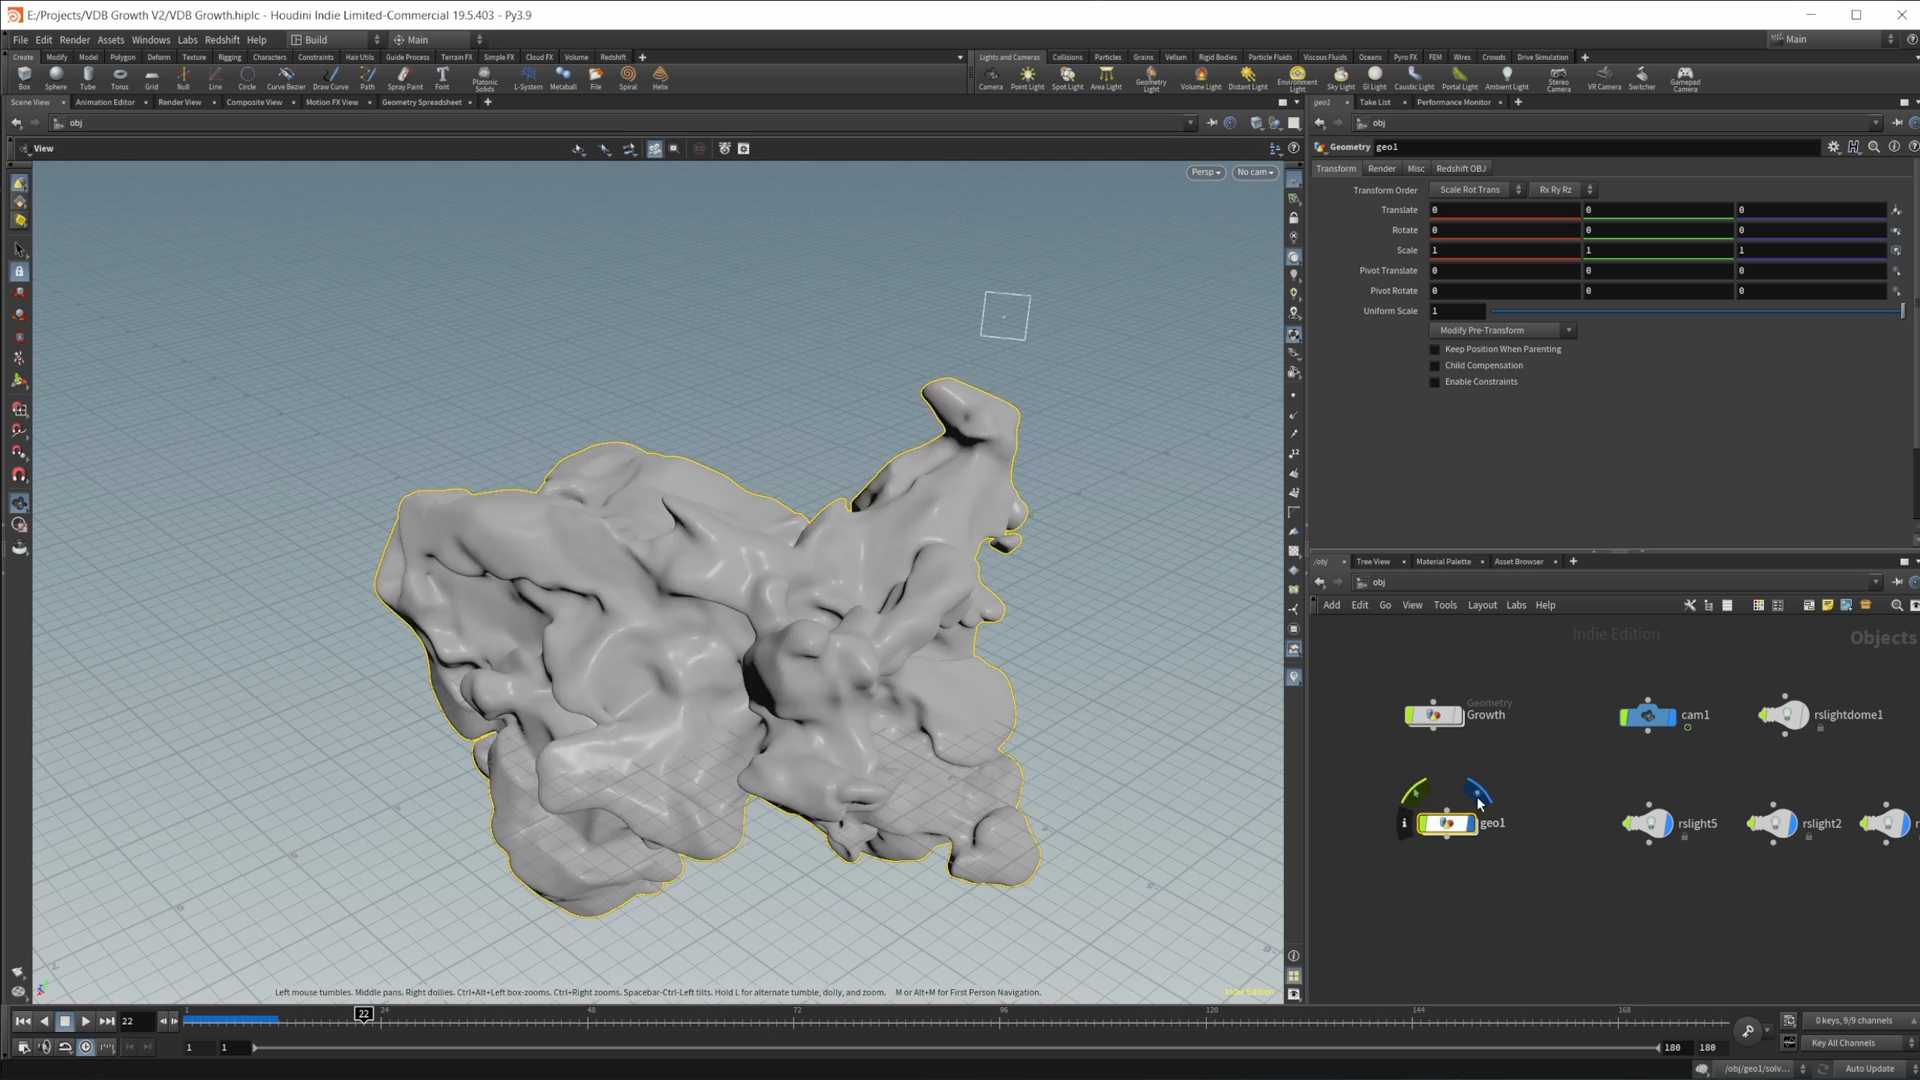 E:/Projects/VDB Growth V2/VDB Growth.hiplc - Houdini Indie Limited-Commercial 19.5.403 - Py3.9
File Edit Render Assets Windows Labs Redshift Help Build Main Main
Create Modify Model Polygon Deform Texture Rigging Characters Constraints Hair Utils Guide Process Terrain FX Simple FX Cloud FX Volume Redshift
Lights and Cameras Collisions Particles Grains Vellum Rigid Bodies Particle Fluids Viscous Fluids Oceans Pyro FX FEM Wires Crowds Drive Simulation
Box Sphere Tube Torus Grid Null Line Circle Curve Bezier Draw Curve Path Spray Paint Font Platonic Solids L-System Metaball File Spiral Helix
Camera Point Light Spot Light Area Light Geometry Light Volume Light Distant Light Environment Light Sky Light GI Light Caustic Light Portal Light Ambient Light Stereo Camera VR Camera Switcher Gamepad Camera
Scene View Animation Editor Render View Composite View Motion FX View Geometry Spreadsheet
geo1 Take List Performance Monitor
obj
obj
View
Persp No cam
Geometry geo1
Transform Render Misc Redshift OBJ
Transform Order Scale Rot Trans Rx Ry Rz
Translate 0 0 0
Rotate 0 0 0
Scale 1 1 1
Pivot Translate 0 0 0
Pivot Rotate 0 0 0
Uniform Scale 1
Modify Pre-Transform
Keep Position When Parenting
Child Compensation
Enable Constraints
/obj Tree View Material Palette Asset Browser
obj
Add Edit Go View Tools Layout Labs Help
Indie Edition
Objects
Geometry
Growth
cam1
rslightdome1
geo1
rslight5
rslight2
Left mouse tumbles. Middle pans. Right dollies. Ctrl+Alt+Left box-zooms. Ctrl+Right zooms. Spacebar-Ctrl-Left tilts. Hold L for alternate tumble, dolly, and zoom. M or Alt+M for First Person Navigation.
Indie Edition
22
1 22 24 48 72 96 120 144 168
0 keys, 9/9 channels
1 1 180 180
Key All Channels
/obj/geo1/solv...
Auto Update